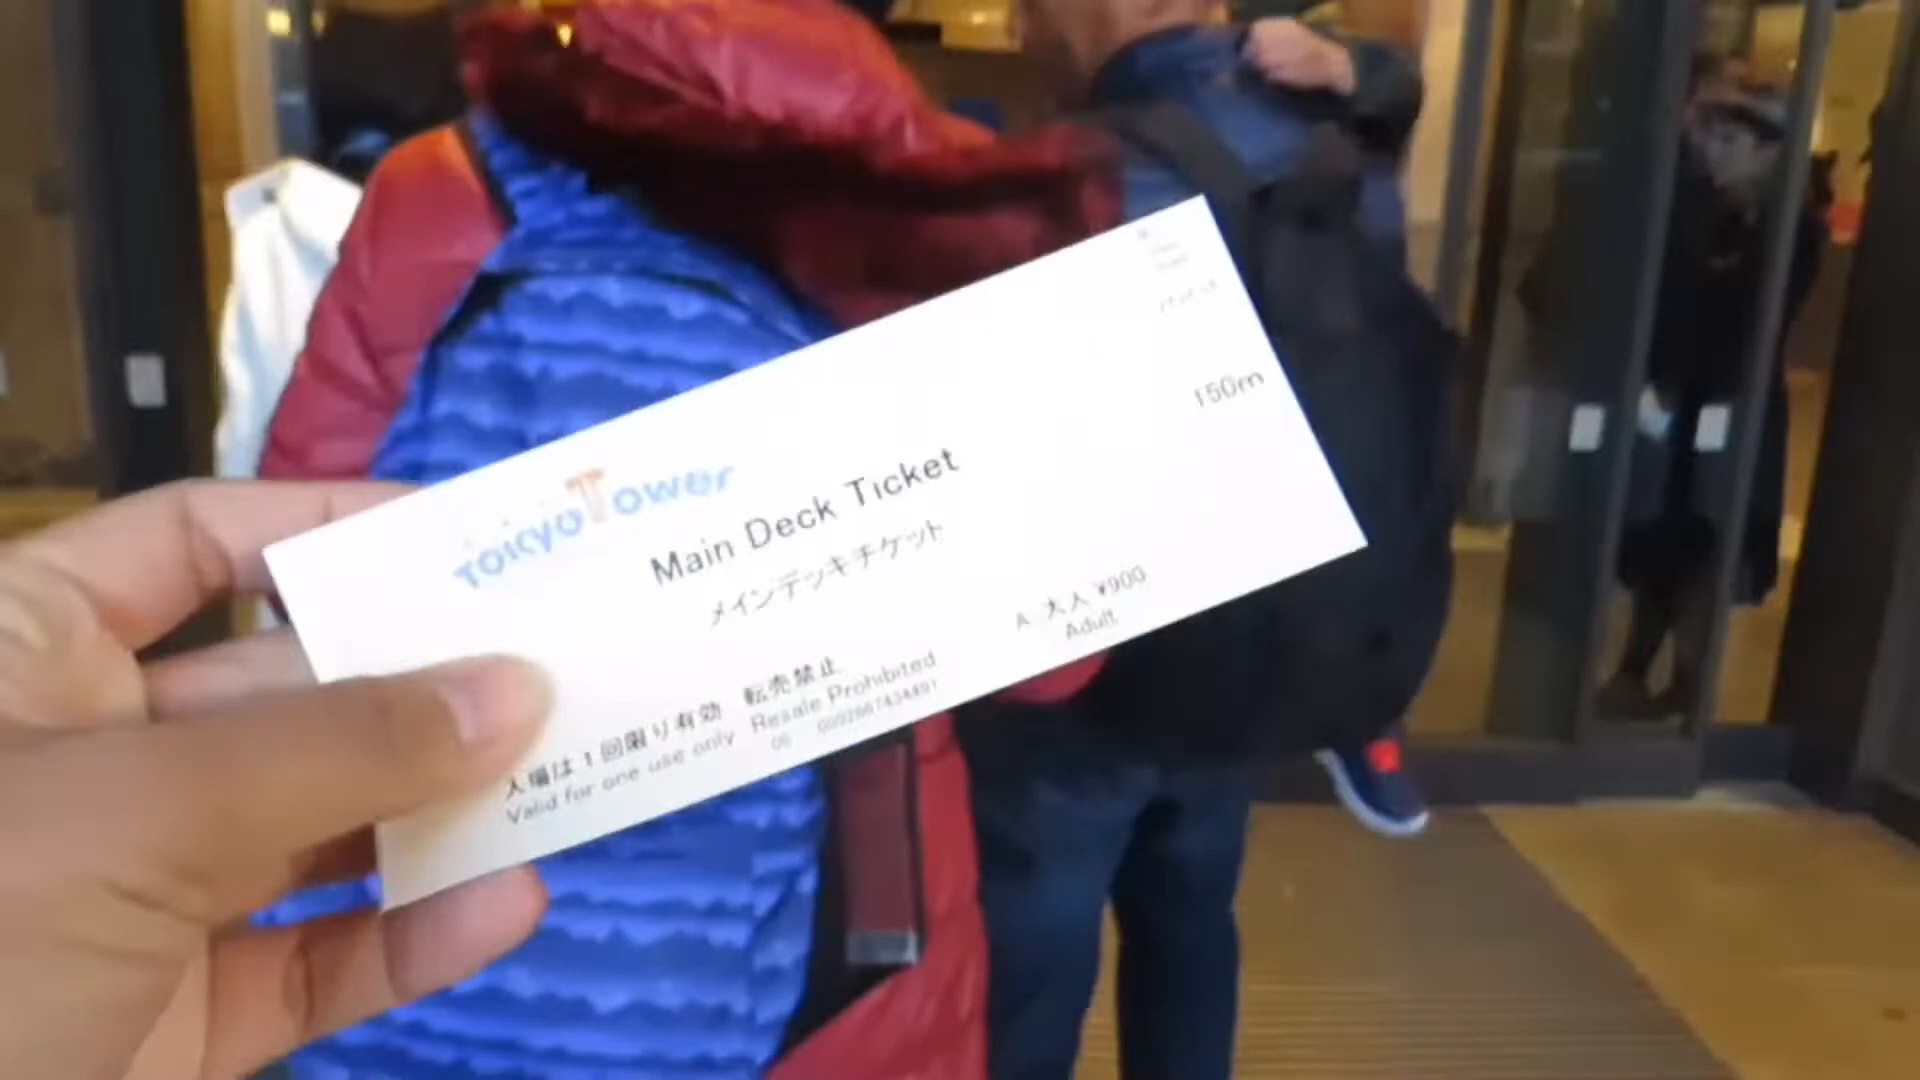 150m
TOKYO TOWER
Main Deck Ticket
メインデッキチケット
A 大人 ¥900
Adult
入場は1回限り有効 転売禁止
Valid for one use only Resale Prohibited